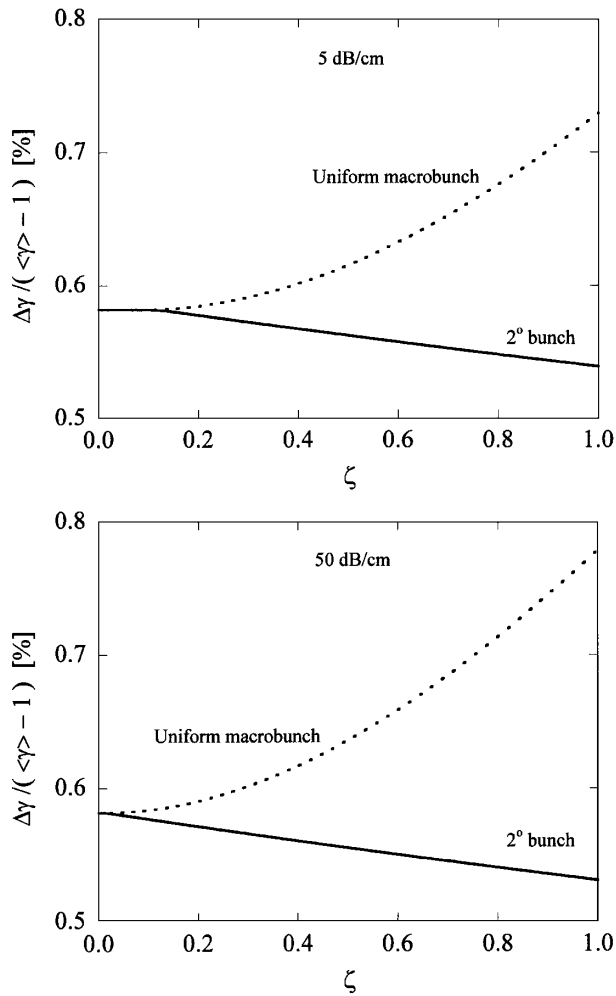 0.8
5 dB/cm
0.7
Uniform macrobunch
Δγ/(<γ> − 1) [%]
0.6
2° bunch
0.5
0.0 0.2 0.4 0.6 0.8 1.0
ζ
0.8
50 dB/cm
0.7
Uniform macrobunch
Δγ/(<γ> − 1) [%]
0.6
2° bunch
0.5
0.0 0.2 0.4 0.6 0.8 1.0
ζ